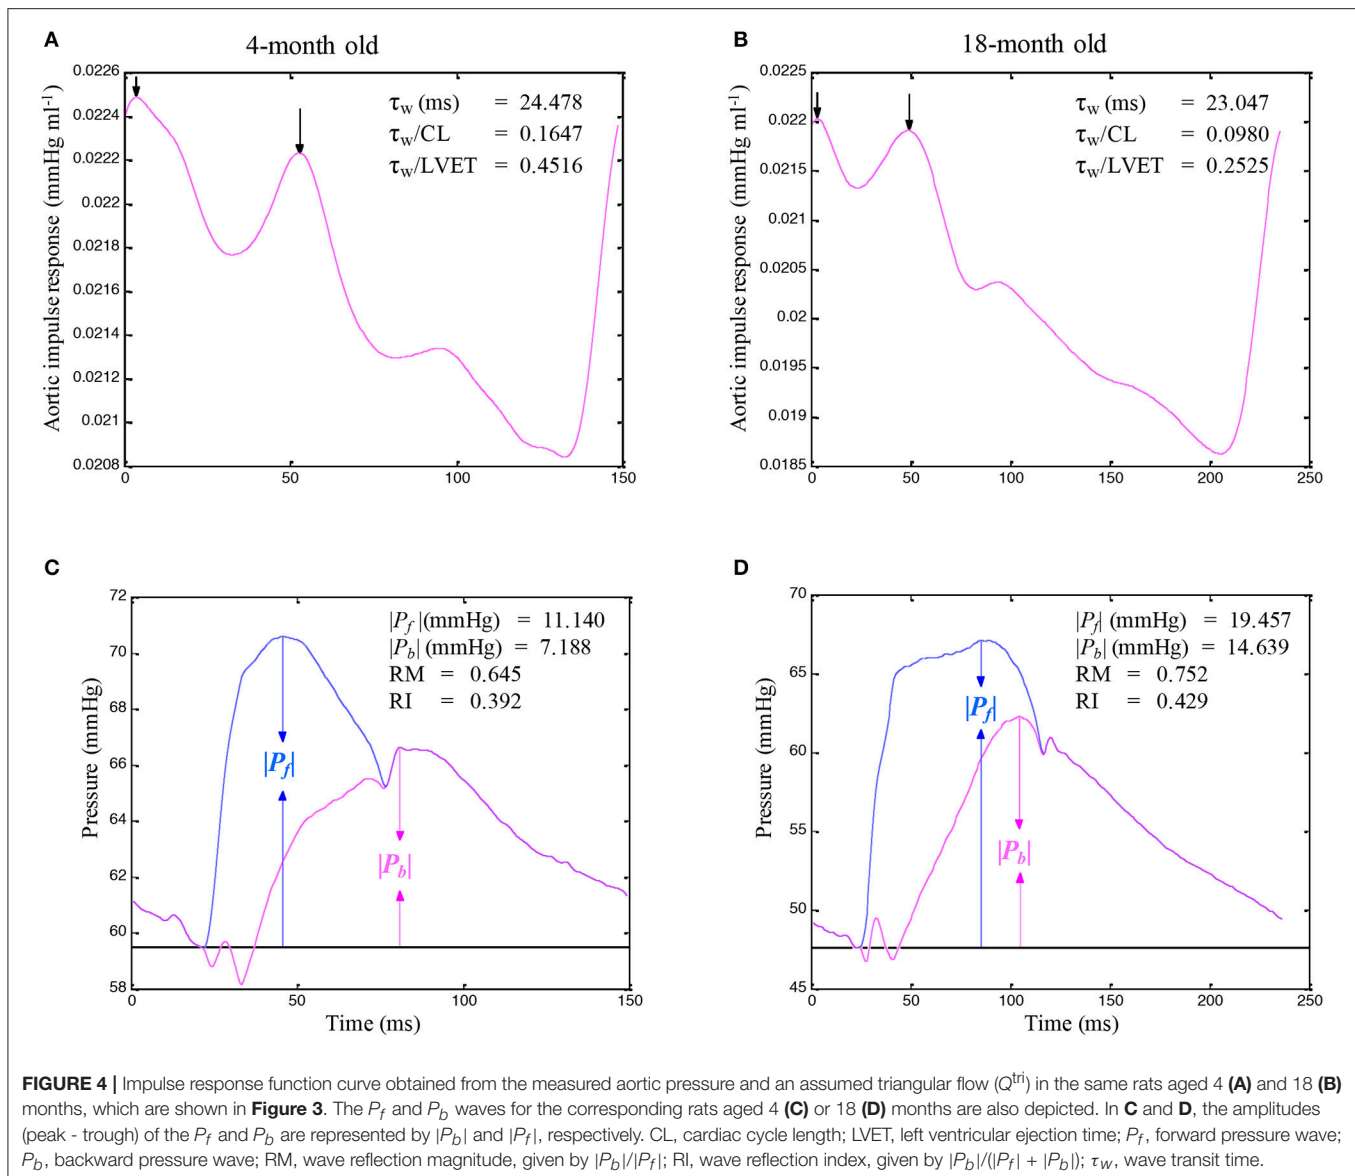 A
4-month old
0.0226
0.0224
0.0222
0.022
0.0218
0.0216
0.0214
0.0212
0.021
0.0208
0
50
100
150
Aortic impulse response (mmHg ml⁻¹)
τw (ms) = 24.478
τw/CL = 0.1647
τw/LVET = 0.4516
B
18-month old
0.0225
0.022
0.0215
0.021
0.0205
0.02
0.0195
0.019
0.0185
0
50
100
150
200
250
Aortic impulse response (mmHg ml⁻¹)
τw (ms) = 23.047
τw/CL = 0.0980
τw/LVET = 0.2525
C
72
70
68
66
64
62
60
58
0
50
100
150
Pressure (mmHg)
Time (ms)
|Pf |(mmHg) = 11.140
|Pb| (mmHg) = 7.188
RM = 0.645
RI = 0.392
|Pf|
|Pb|
D
70
65
60
55
50
45
0
50
100
150
200
250
Pressure (mmHg)
Time (ms)
|Pf| (mmHg) = 19.457
|Pb| (mmHg) = 14.639
RM = 0.752
RI = 0.429
|Pf|
|Pb|
FIGURE 4 | Impulse response function curve obtained from the measured aortic pressure and an assumed triangular flow (Qtri) in the same rats aged 4 (A) and 18 (B)
months, which are shown in Figure 3. The Pf and Pb waves for the corresponding rats aged 4 (C) or 18 (D) months are also depicted. In C and D, the amplitudes
(peak - trough) of the Pf and Pb are represented by |Pb| and |Pf|, respectively. CL, cardiac cycle length; LVET, left ventricular ejection time; Pf, forward pressure wave;
Pb, backward pressure wave; RM, wave reflection magnitude, given by |Pb|/|Pf|; RI, wave reflection index, given by |Pb|/(|Pf| + |Pb|); τw, wave transit time.